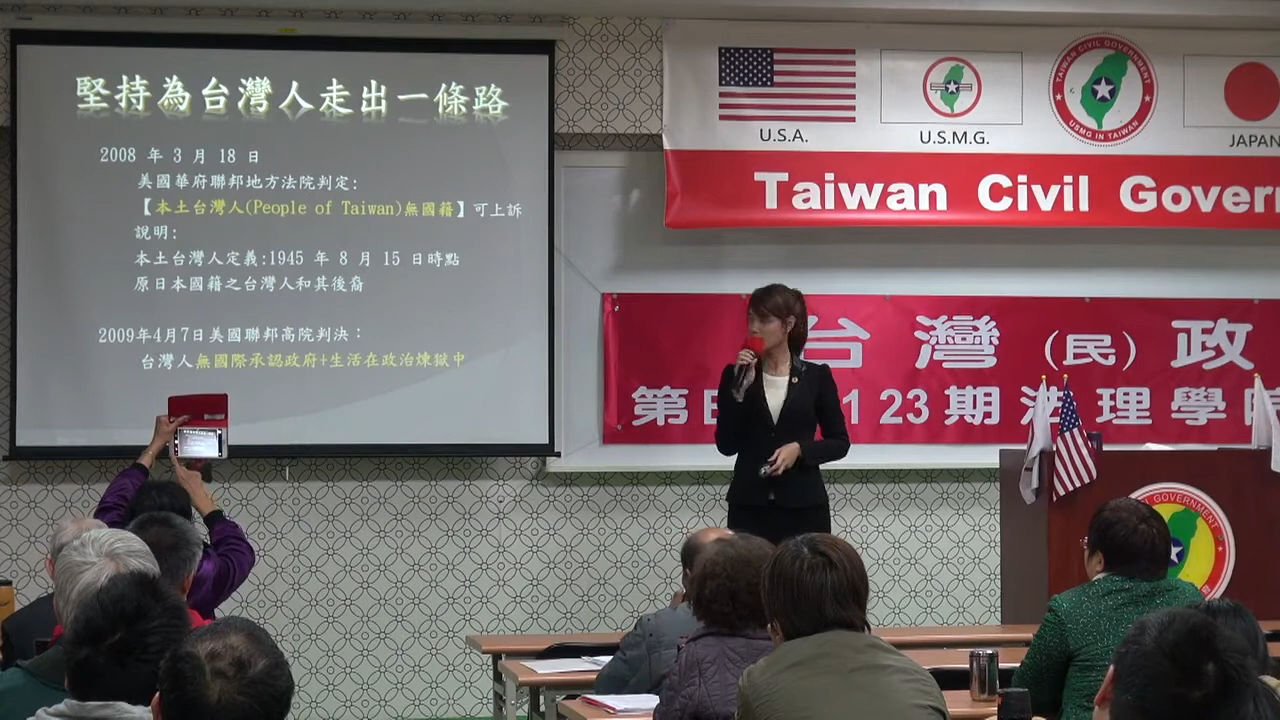 堅持為台灣人走出一條路
2008 年 3 月 18 日
美國華府聯邦地方法院判定:
【本土台灣人(People of Taiwan)無國籍】可上訴
說明:
本土台灣人定義:1945 年 8 月 15 日時點
原日本國籍之台灣人和其後裔
2009年4月7日美國聯邦高院判決：
台灣人無國際承認政府+生活在政治煉獄中
U.S.A.
U.S.M.G.
TAIWAN CIVIL GOVERNMENT
USMG IN TAIWAN
JAPAN
Taiwan Civil Govern
台灣(民)政
第 123期法理學院
GOVERNMENT